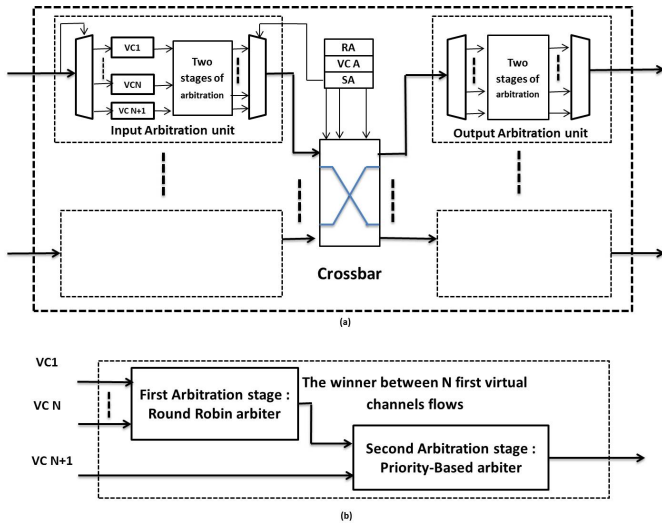 VC1
VCN
VC N+1
Two
stages of
arbitration
Input Arbitration unit
RA
VC A
SA
Two
stages of
arbitration
Output Arbitration unit
Crossbar
(a)
VC1
VC N
VC N+1
First Arbitration stage :
Round Robin arbiter
The winner between N first virtual
channels flows
Second Arbitration stage :
Priority-Based arbiter
(b)